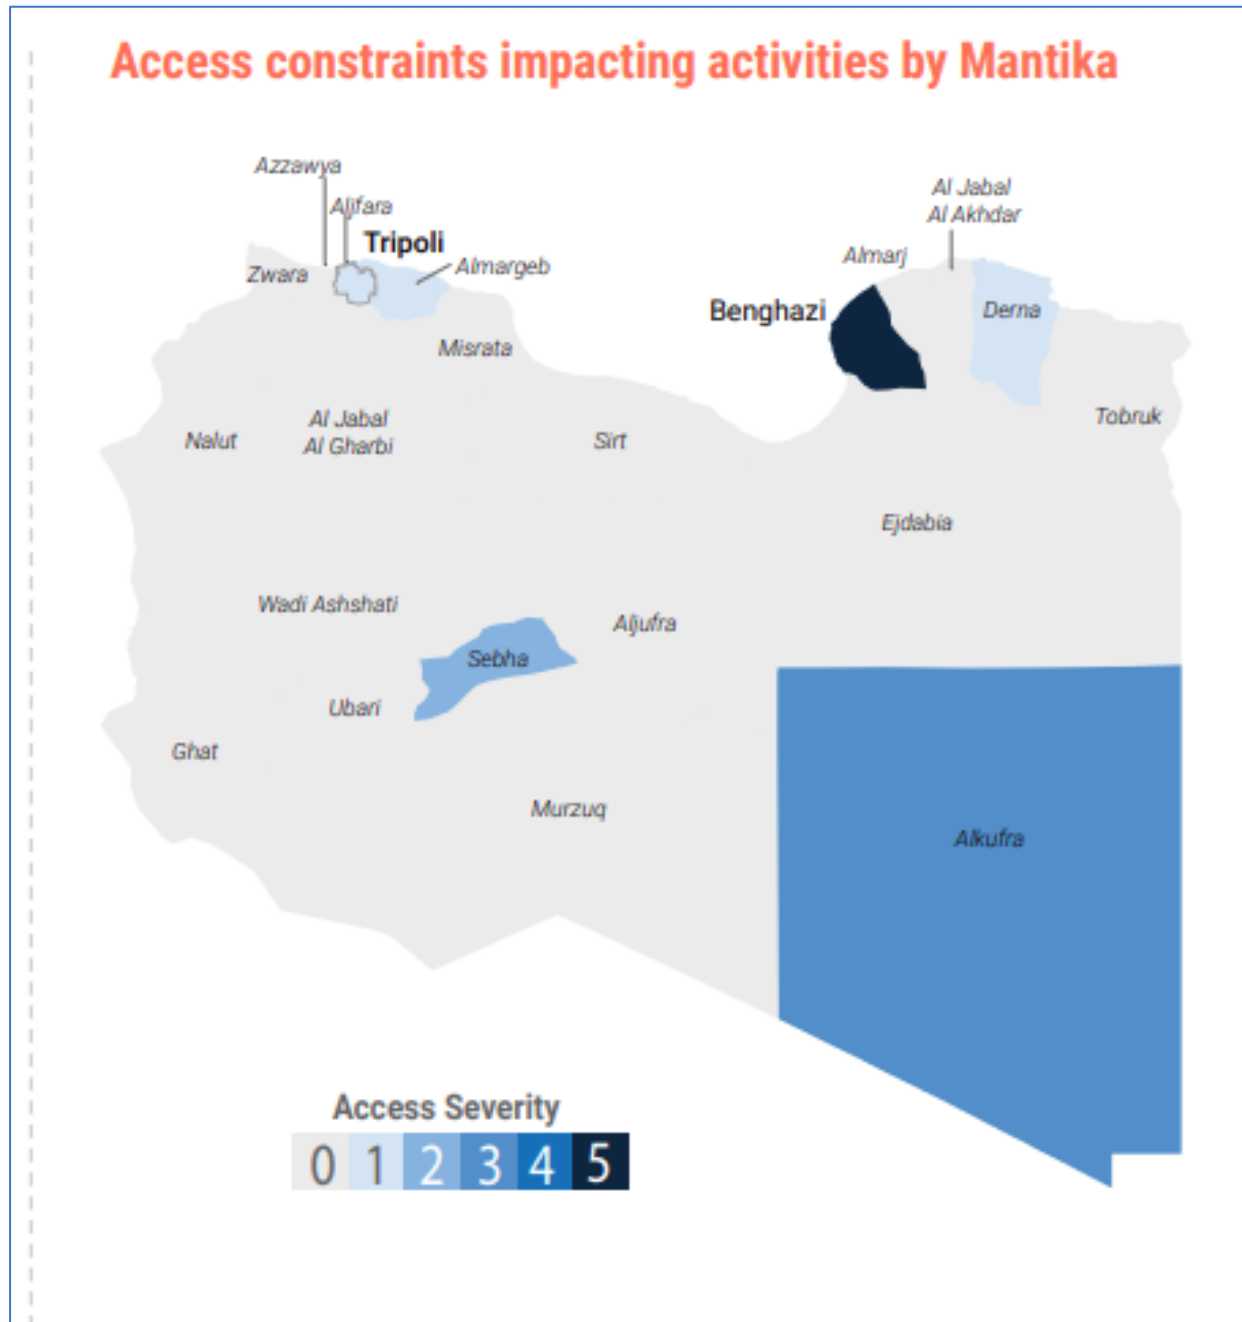 Access constraints impacting activities by Mantika
Azzawya
Aljfara
Tripoli
Zwara
Almargeb
Misrata
Al Jabal
Al Akhdar
Almarj
Benghazi
Derna
Tobruk
Nalut
Al Jabal
Al Gharbi
Sirt
Ejdabia
Wadi Ashshati
Aljufra
Sebha
Ubari
Ghat
Murzuq
Alkufra
Access Severity
0 1 2 3 4 5